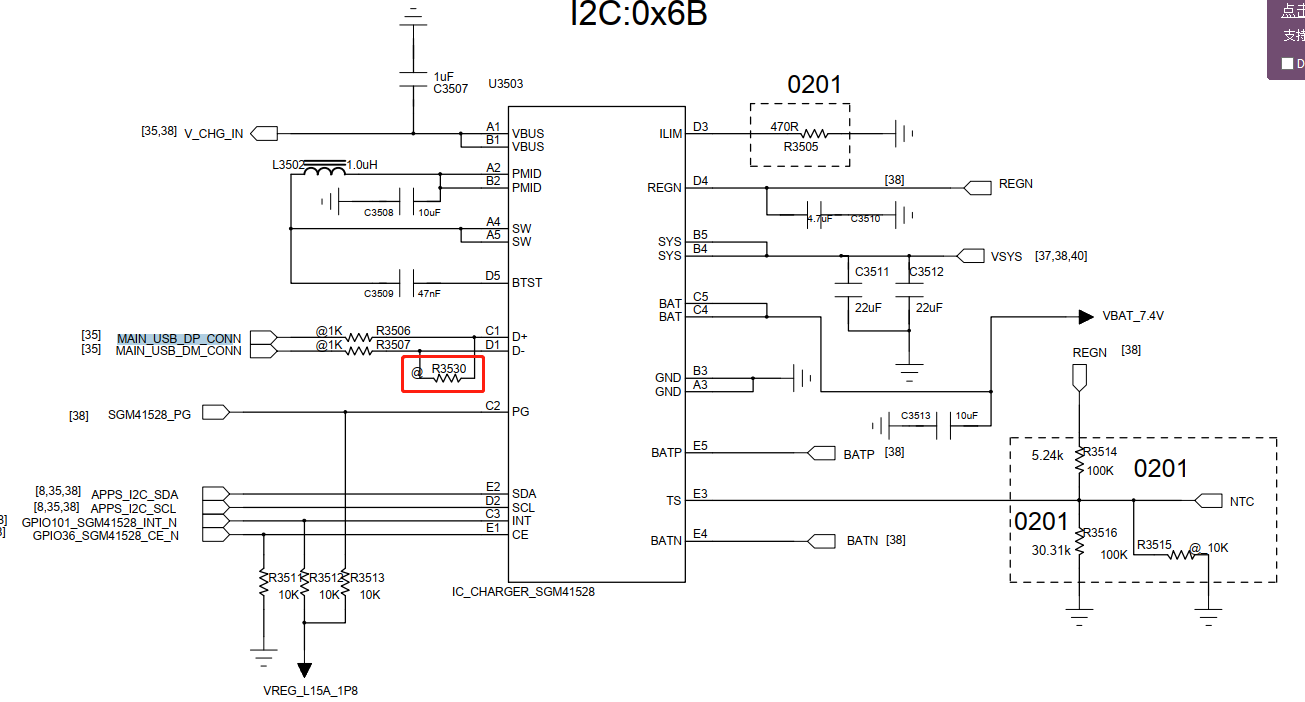 I2C:0x6B
点击
支持
D
1uF
C3507
U3503
0201
[35,38] V_CHG_IN
A1 VBUS
B1 VBUS
ILIM D3
470R
R3505
L3502 1.0uH
A2 PMID
B2 PMID
REGN D4
[38]
REGN
C3508 10uF
4.7uF C3510
A4 SW
A5 SW
SYS B5
SYS B4
VSYS [37,38,40]
D5 BTST
C3509 47nF
C3511
22uF
C3512
22uF
BAT C5
BAT C4
VBAT_7.4V
[35] MAIN_USB_DP_CONN @1K R3506 C1 D+
[35] MAIN_USB_DM_CONN @1K R3507 D1 D-
@ R3530
REGN [38]
GND B3
GND A3
[38] SGM41528_PG C2 PG
C3513 10uF
BATP E5
BATP [38]
5.24k R3514
100K
0201
[8,35,38] APPS_I2C_SDA E2 SDA
[8,35,38] APPS_I2C_SCL D2 SCL
3] GPIO101_SGM41528_INT_N C3 INT
3] GPIO36_SGM41528_CE_N E1 CE
TS E3
NTC
0201
R3516
30.31k 100K
R3515 @_10K
BATN E4
BATN [38]
R3511 10K
R3512 10K
R3513 10K
IC_CHARGER_SGM41528
VREG_L15A_1P8